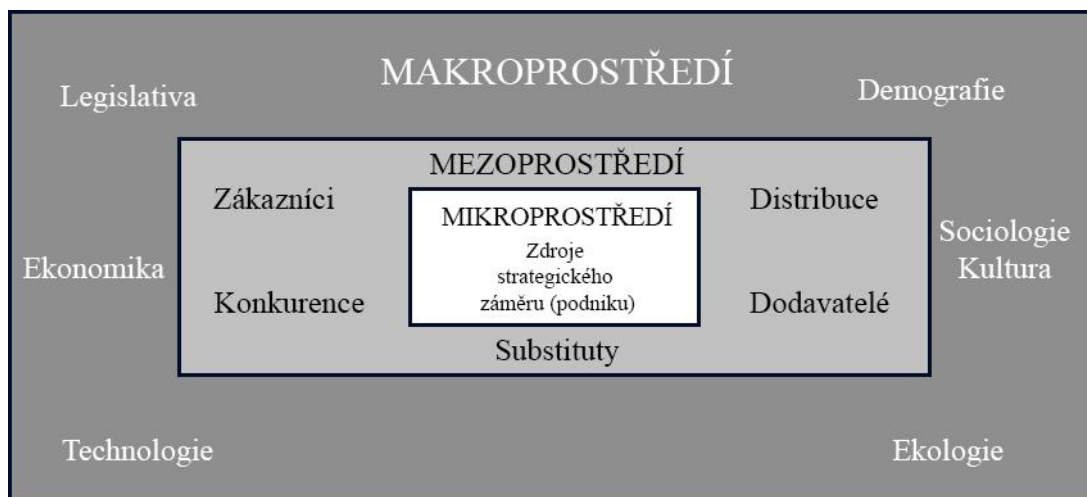 MAKROPROSTŘEDÍ
Legislativa
Demografie
MEZOPROSTŘEDÍ
Zákazníci
Distribuce
MIKROPROSTŘEDÍ
Zdroje
strategického
záměru (podniku)
Ekonomika
Sociologie
Kultura
Konkurence
Dodavatelé
Substituty
Technologie
Ekologie